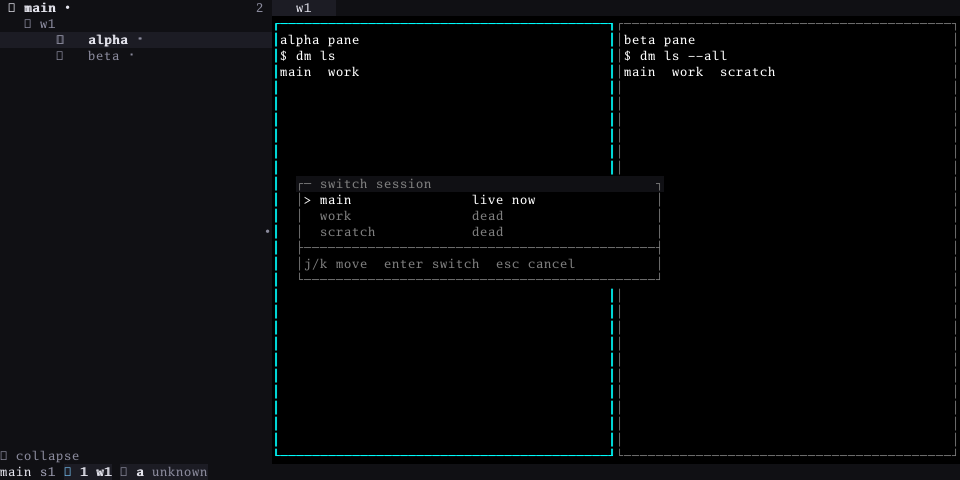 main • 2
w1
alpha •
beta •
w1
alpha pane
$ dm ls
main work
beta pane
$ dm ls --all
main work scratch
switch session
> main live now
work dead
scratch dead
j/k move enter switch esc cancel
collapse
main s1 1 w1 a unknown